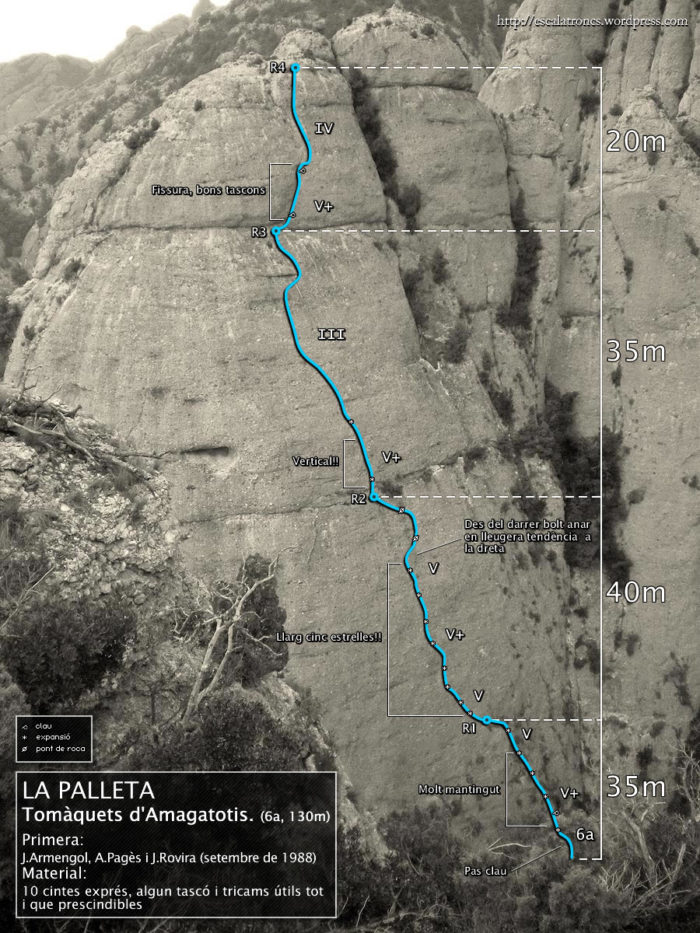 http://escalatroncs.wordpress.com
R4
IV
20m
Fissura, bons tascons
V+
R3
III
35m
Vertical!!
V+
R2
Des del darrer bolt anar
en lleugera tendencia a
la dreta
V
40m
Llarg cinc estrelles!!
V+
V
R1
V
clau
expansió
pont de roca
Molt mantingut
V+
35m
6a
Pas clau
LA PALLETA
Tomàquets d'Amagatotis. (6a, 130m)
Primera:
J.Armengol, A.Pagès i J.Rovira (setembre de 1988)
Material:
10 cintes exprés, algun tascó i tricams útils tot
i que prescindibles